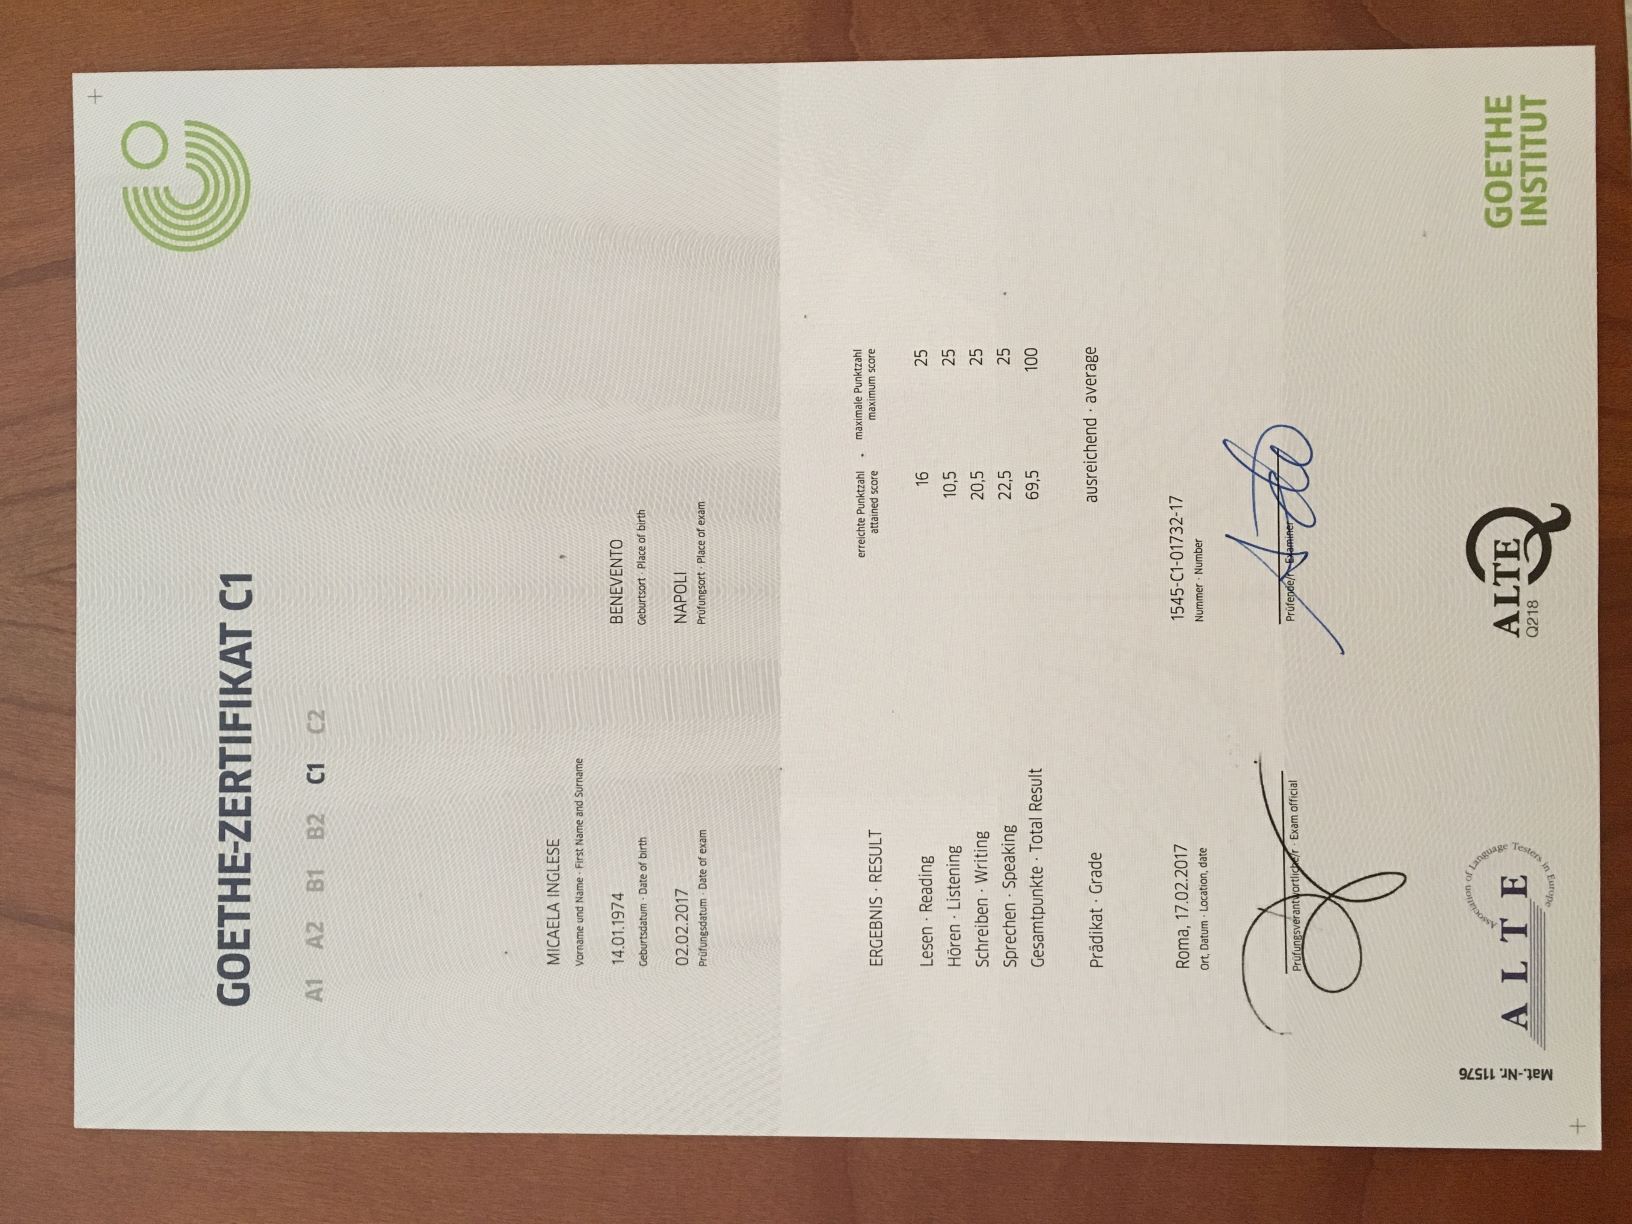 GOETHE-ZERTIFIKAT C1
A1 A2 B1 B2 C1 C2
MICAELA INGLESE
Vorname und Name · First Name and Surname
14.01.1974 BENEVENTO
Geburtsdatum · Date of birth Geburtsort · Place of birth
02.02.2017 NAPOLI
Prüfungsdatum · Date of exam Prüfungsort · Place of exam
erreichte Punktzahl · maximale Punktzahl
attained score maximum score
ERGEBNIS · RESULT
Lesen · Reading 16 25
Hören · Listening 10,5 25
Schreiben · Writing 20,5 25
Sprechen · Speaking 22,5 25
Gesamtpunkte · Total Result 69,5 100
Prädikat · Grade ausreichend · average
Roma, 17.02.2017 1545-C1-01732-17
Ort, Datum · Location, date Nummer · Number
Prüfungsverantwortliche/r · Exam official Prüfende/r · Examiner
Association of Language Testers in Europe
ALTE
ALTE Q
Q218
GOETHE
INSTITUT
Mat.-Nr. 11576